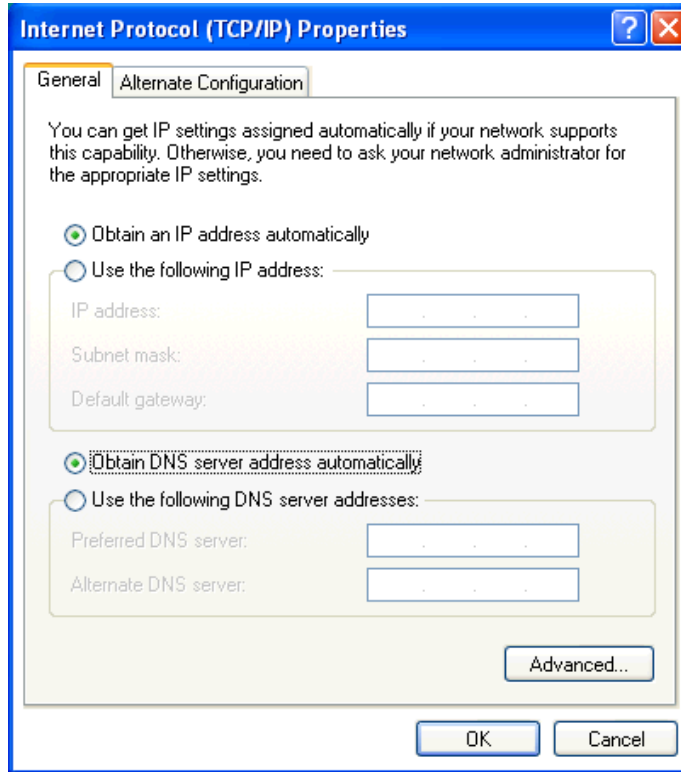 Internet Protocol (TCP/IP) Properties
General
Alternate Configuration
You can get IP settings assigned automatically if your network supports
this capability. Otherwise, you need to ask your network administrator for
the appropriate IP settings.
Obtain an IP address automatically
Use the following IP address:
IP address:
Subnet mask:
Default gateway:
Obtain DNS server address automatically
Use the following DNS server addresses:
Preferred DNS server:
Alternate DNS server:
Advanced...
OK
Cancel